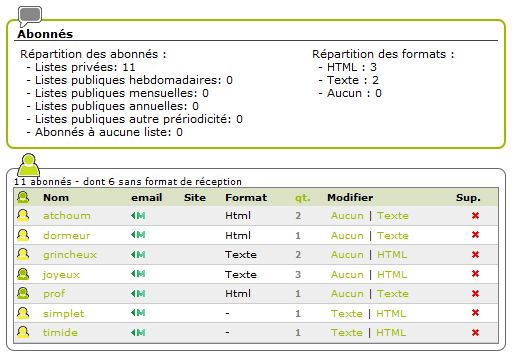 Abonnés
Répartition des abonnés :
- Listes privées: 11
- Listes publiques hebdomadaires: 0
- Listes publiques mensuelles: 0
- Listes publiques annuelles: 0
- Listes publiques autre prériodicité: 0
- Abonnés à aucune liste: 0
Répartition des formats :
- HTML : 3
- Texte : 2
- Aucun : 0
11 abonnés - dont 6 sans format de réception
Nom email Site Format qt. Modifier Sup.
atchoum M Html 2 Aucun | Texte
dormeur M Html 1 Aucun | Texte
grincheux M Texte 2 Aucun | HTML
joyeux M Texte 3 Aucun | HTML
prof M Html 1 Aucun | Texte
simplet M - 1 Texte | HTML
timide M - 1 Texte | HTML